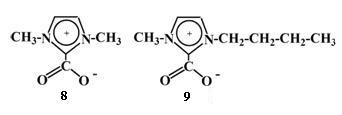 CH₃-N + N-CH₃ CH₃-N + N-CH₂-CH₂-CH₂-CH₃
C C
O O⁻ O O⁻
8 9